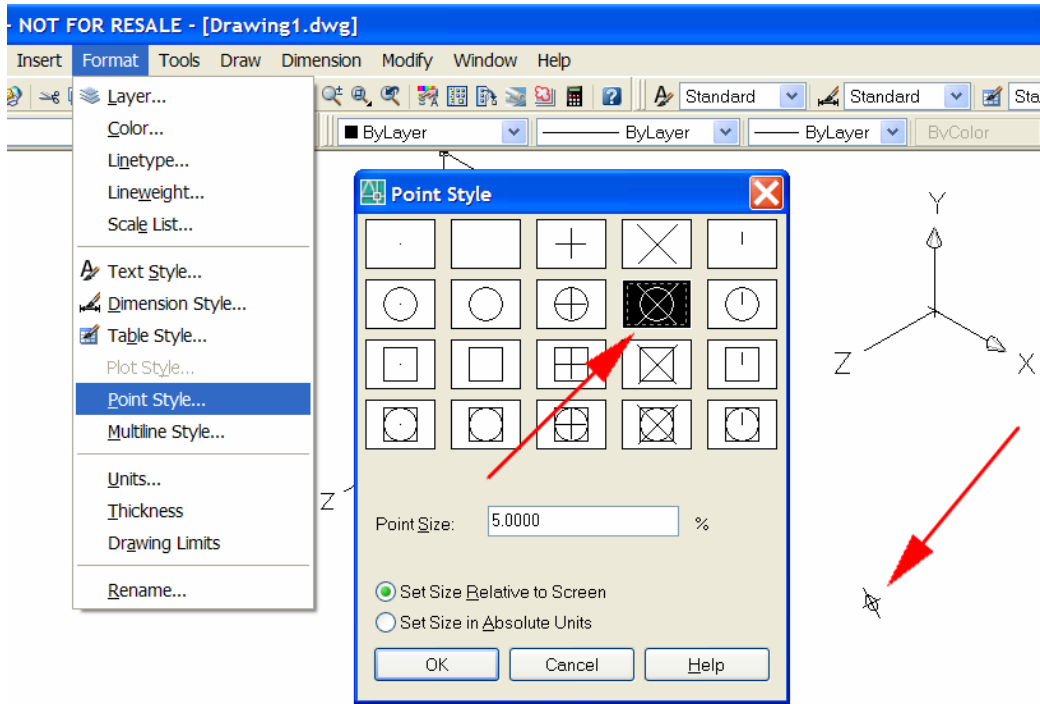 - NOT FOR RESALE - [Drawing1.dwg]
Insert Format Tools Draw Dimension Modify Window Help
Standard Standard Sta
ByLayer ByLayer ByLayer ByColor
Layer...
Color...
Linetype...
Lineweight...
Scale List...
Text Style...
Dimension Style...
Table Style...
Plot Style...
Point Style...
Multiline Style...
Units...
Thickness
Drawing Limits
Rename...
Point Style
Point Size: 5.0000 %
Set Size Relative to Screen
Set Size in Absolute Units
OK Cancel Help
Z
Y
Z X